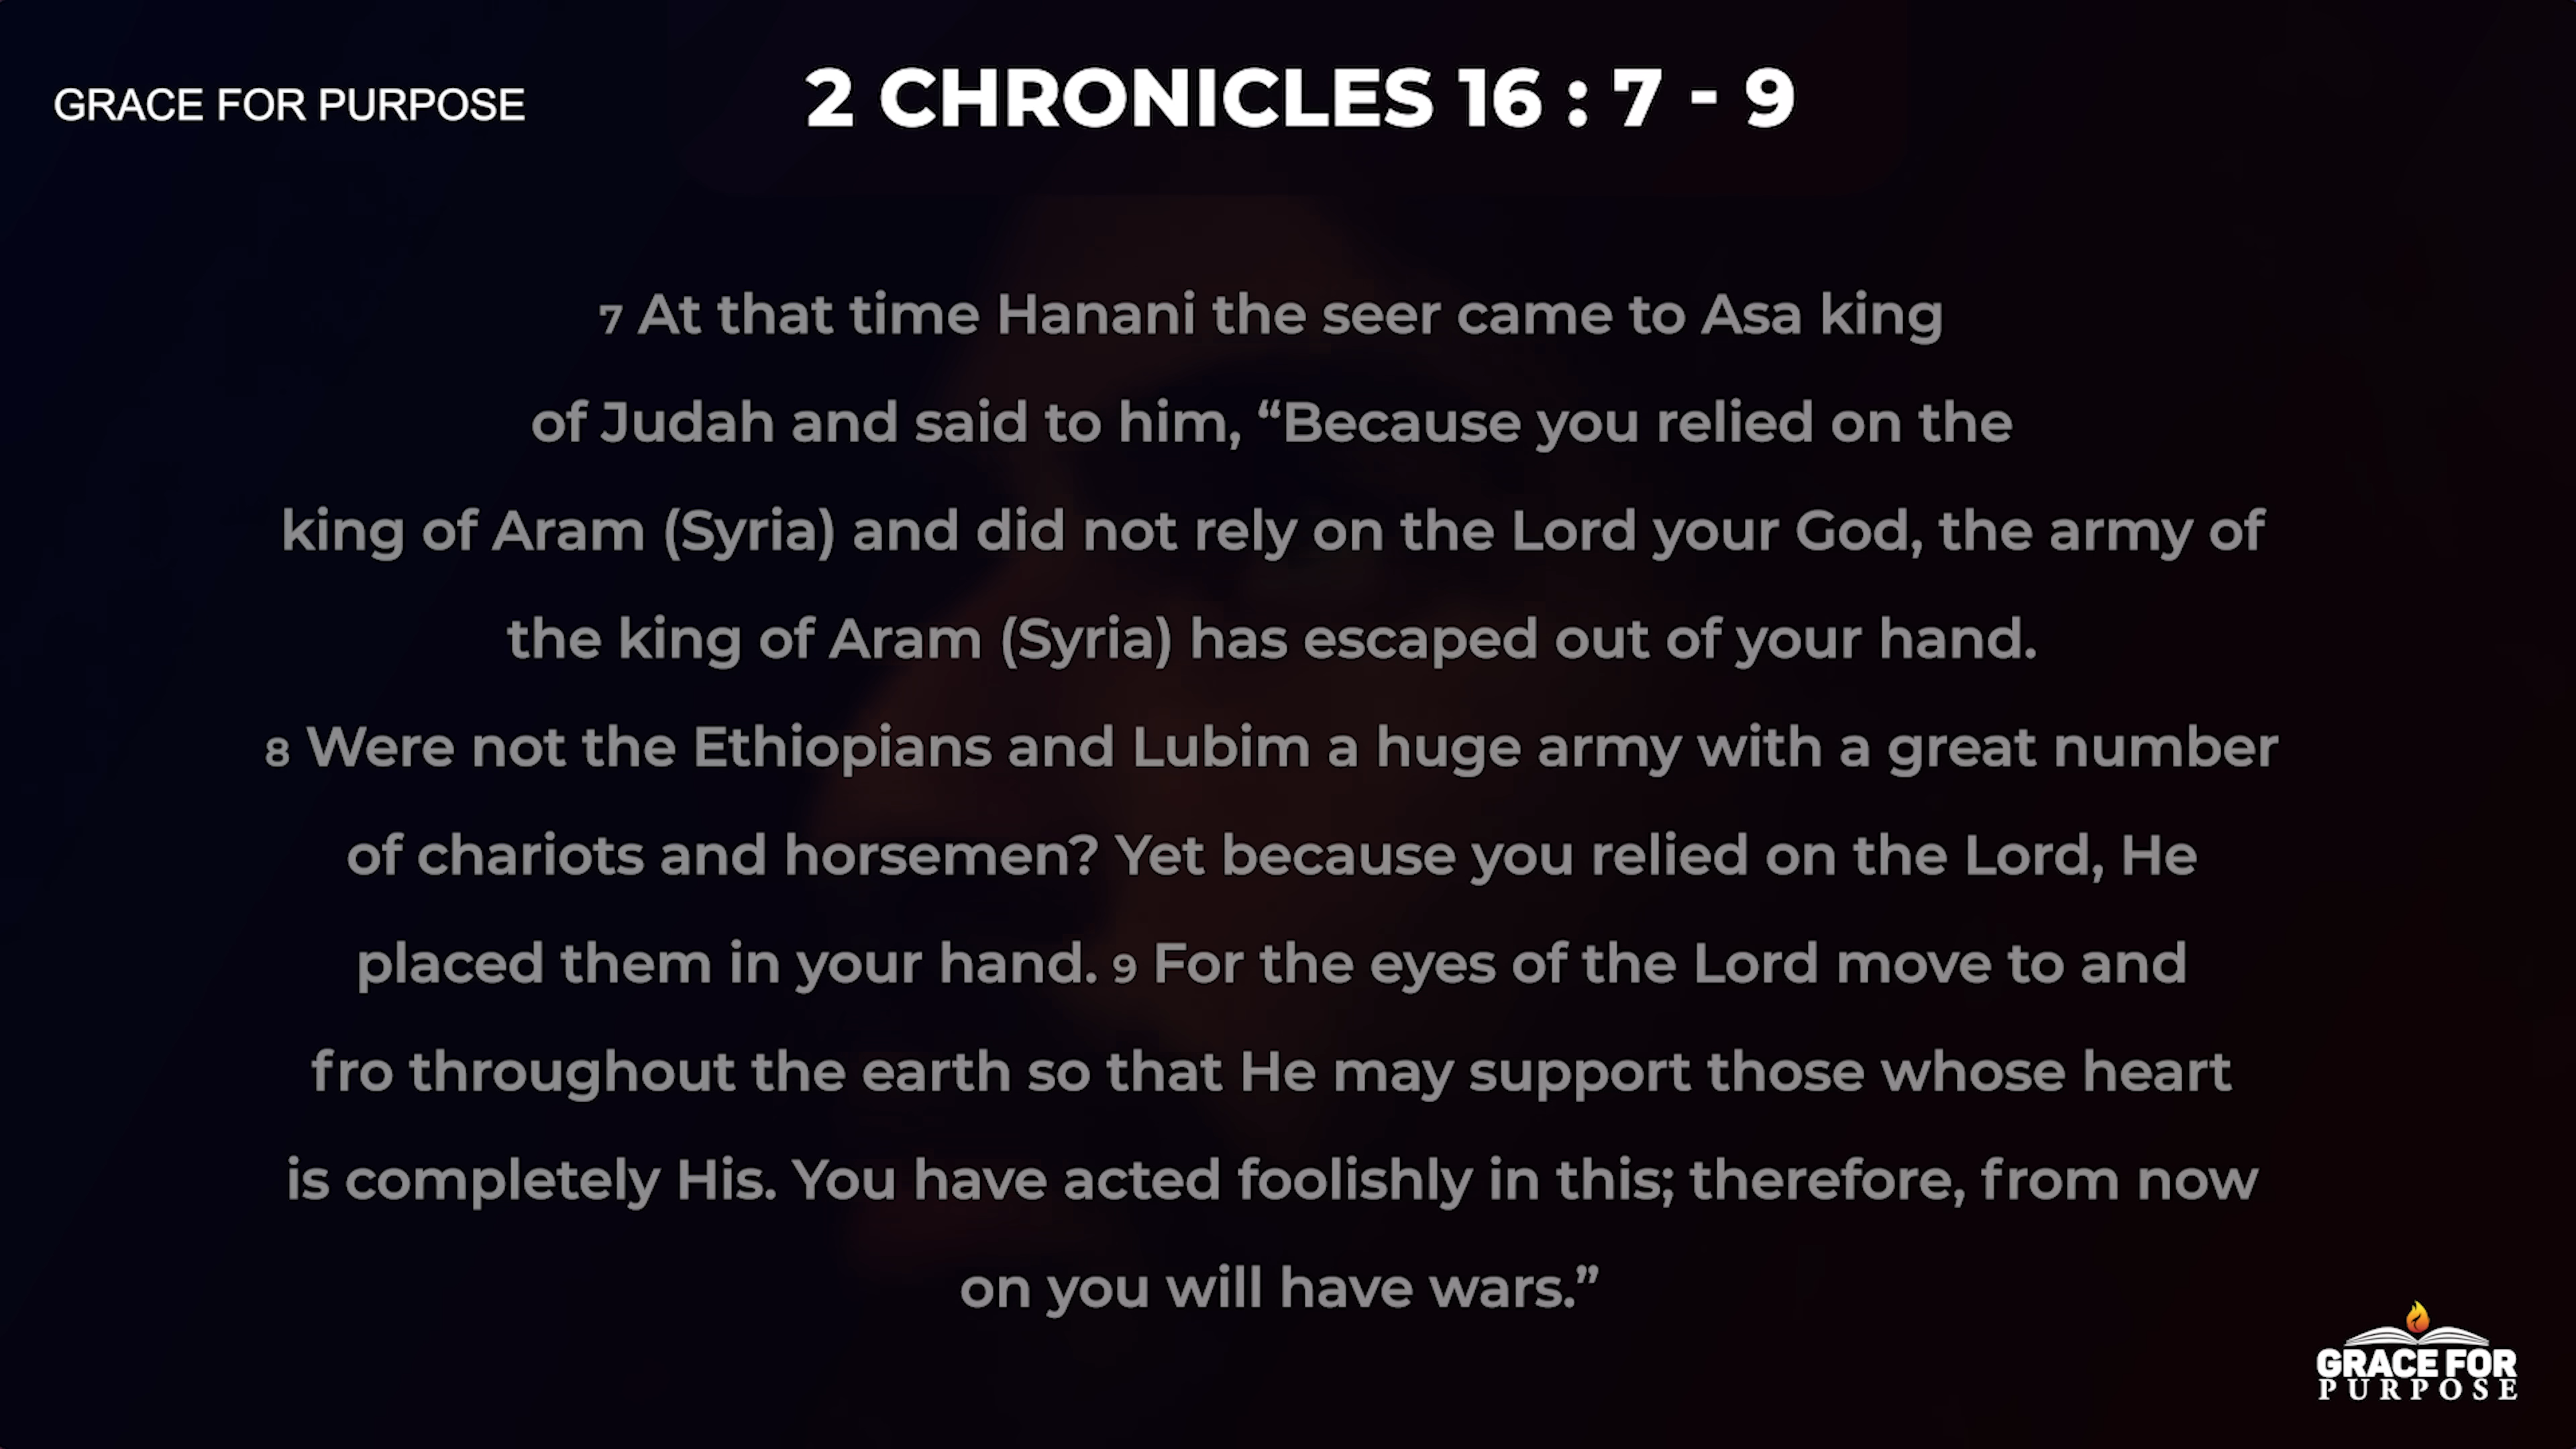 GRACE FOR PURPOSE
2 CHRONICLES 16 : 7 - 9
7 At that time Hanani the seer came to Asa king
of Judah and said to him, “Because you relied on the
king of Aram (Syria) and did not rely on the Lord your God, the army of
the king of Aram (Syria) has escaped out of your hand.
8 Were not the Ethiopians and Lubim a huge army with a great number
of chariots and horsemen? Yet because you relied on the Lord, He
placed them in your hand. 9 For the eyes of the Lord move to and
fro throughout the earth so that He may support those whose heart
is completely His. You have acted foolishly in this; therefore, from now
on you will have wars.”
GRACE FOR
PURPOSE